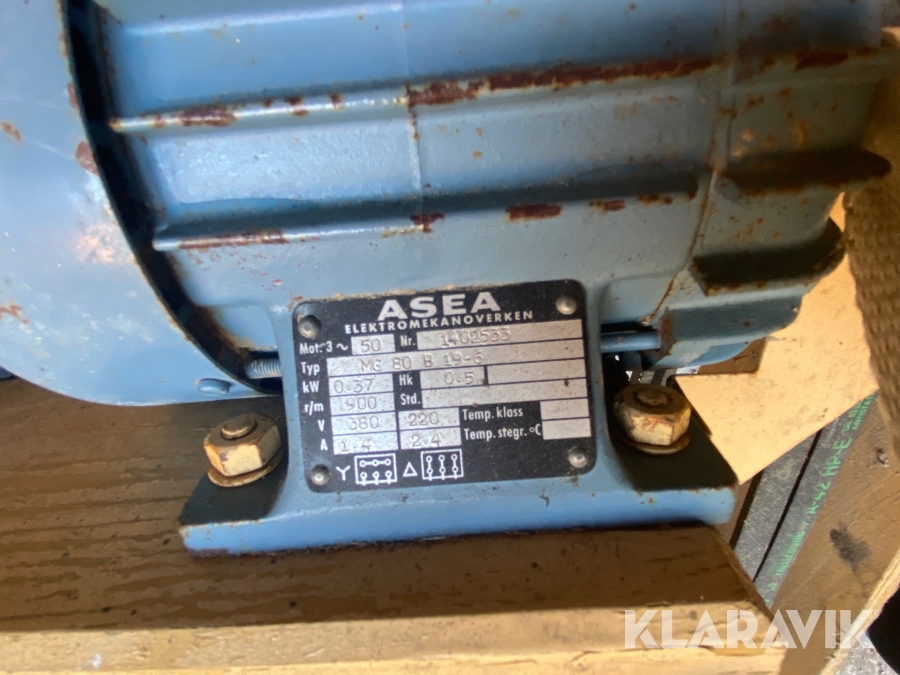 ASEA
ELEKTROMEKANOVERKEN
Mot. 3 ~ 50 Nr. 1402533
Typ MG 80 B 19-6
kW 0.37 Hk 0.5
r/m 900 Std.
V 380 220 Temp. klass
A 1.4 2.4 Temp. stegr. °C
Y Δ
KLARAVIK